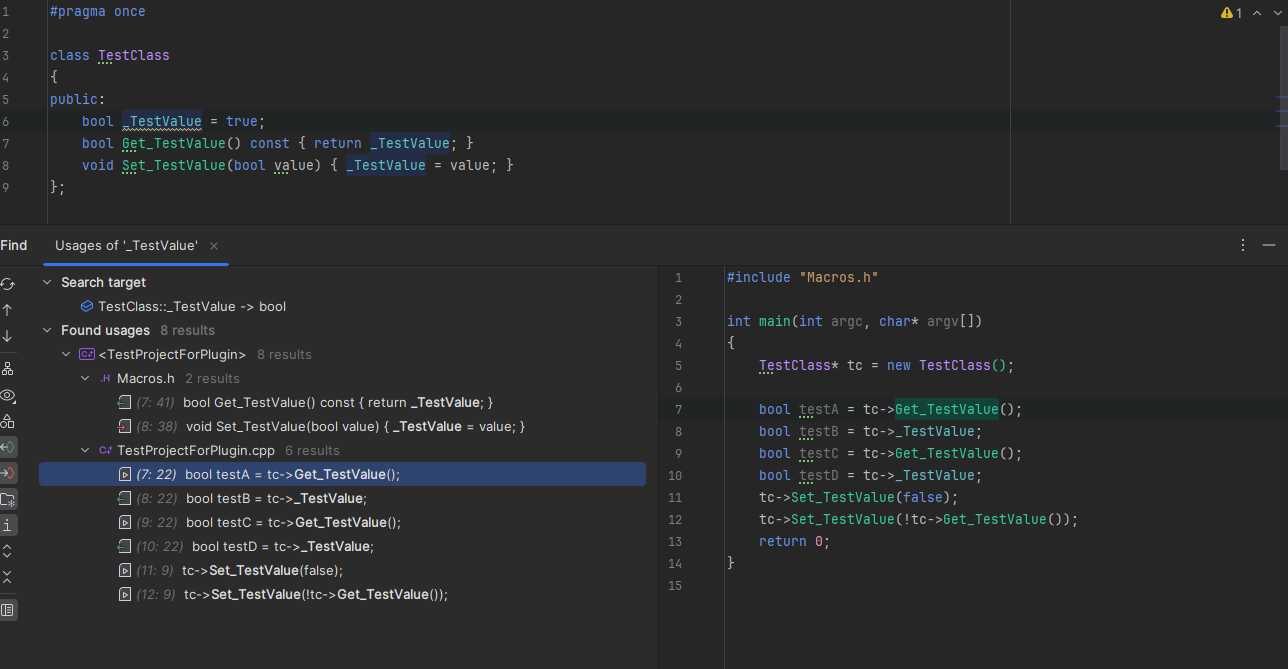 1 #pragma once
2
3 class TestClass
4 {
5 public:
6 bool _TestValue = true;
7 bool Get_TestValue() const { return _TestValue; }
8 void Set_TestValue(bool value) { _TestValue = value; }
9 };
1
Find Usages of '_TestValue' ×
Search target
TestClass::_TestValue -> bool
Found usages 8 results
C++ <TestProjectForPlugin> 8 results
.H Macros.h 2 results
(7: 41) bool Get_TestValue() const { return _TestValue; }
(8: 38) void Set_TestValue(bool value) { _TestValue = value; }
C++ TestProjectForPlugin.cpp 6 results
(7: 22) bool testA = tc->Get_TestValue();
(8: 22) bool testB = tc->_TestValue;
(9: 22) bool testC = tc->Get_TestValue();
(10: 22) bool testD = tc->_TestValue;
(11: 9) tc->Set_TestValue(false);
(12: 9) tc->Set_TestValue(!tc->Get_TestValue());
1 #include "Macros.h"
2
3 int main(int argc, char* argv[])
4 {
5 TestClass* tc = new TestClass();
6
7 bool testA = tc->Get_TestValue();
8 bool testB = tc->_TestValue;
9 bool testC = tc->Get_TestValue();
10 bool testD = tc->_TestValue;
11 tc->Set_TestValue(false);
12 tc->Set_TestValue(!tc->Get_TestValue());
13 return 0;
14 }
15